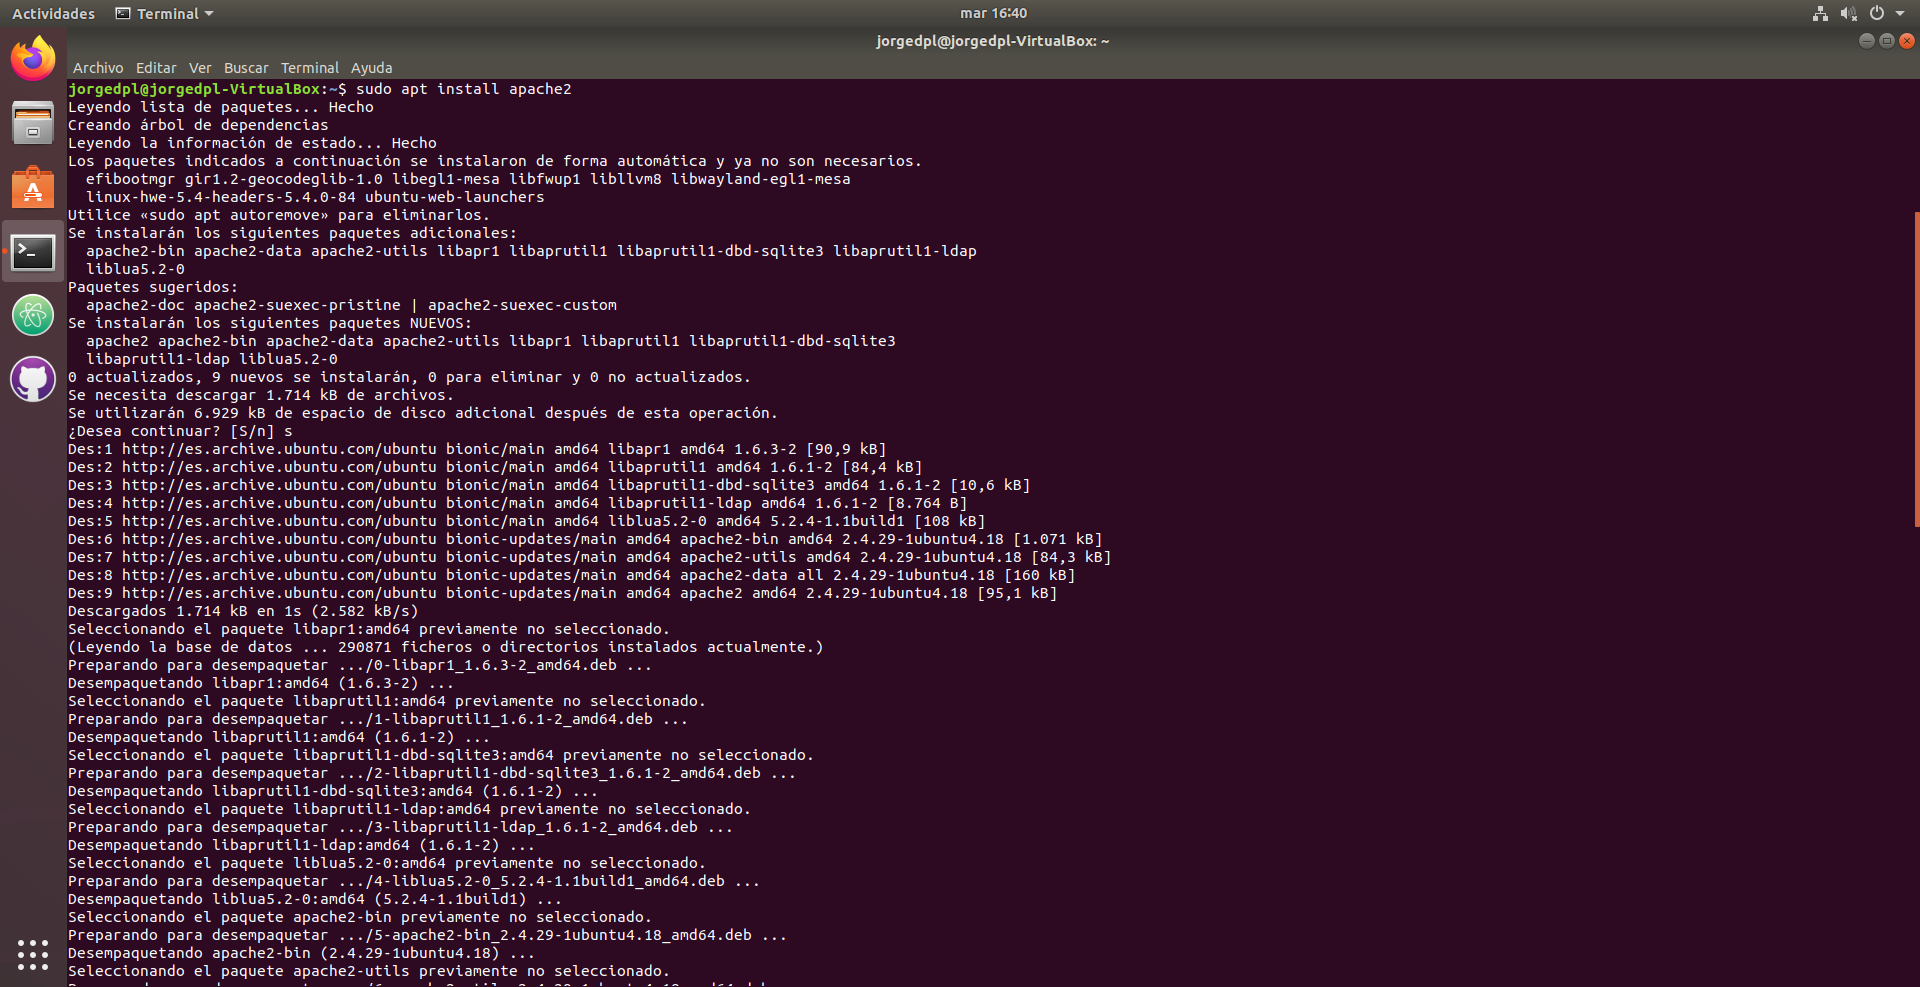 Actividades Terminal mar 16:40
jorgedpl@jorgedpl-VirtualBox: ~
Archivo Editar Ver Buscar Terminal Ayuda
jorgedpl@jorgedpl-VirtualBox:~$ sudo apt install apache2
Leyendo lista de paquetes... Hecho
Creando árbol de dependencias
Leyendo la información de estado... Hecho
Los paquetes indicados a continuación se instalaron de forma automática y ya no son necesarios.
  efibootmgr gir1.2-geocodeglib-1.0 libegl1-mesa libfwup1 libllvm8 libwayland-egl1-mesa
  linux-hwe-5.4-headers-5.4.0-84 ubuntu-web-launchers
Utilice «sudo apt autoremove» para eliminarlos.
Se instalarán los siguientes paquetes adicionales:
  apache2-bin apache2-data apache2-utils libapr1 libaprutil1 libaprutil1-dbd-sqlite3 libaprutil1-ldap
  liblua5.2-0
Paquetes sugeridos:
  apache2-doc apache2-suexec-pristine | apache2-suexec-custom
Se instalarán los siguientes paquetes NUEVOS:
  apache2 apache2-bin apache2-data apache2-utils libapr1 libaprutil1 libaprutil1-dbd-sqlite3
  libaprutil1-ldap liblua5.2-0
0 actualizados, 9 nuevos se instalarán, 0 para eliminar y 0 no actualizados.
Se necesita descargar 1.714 kB de archivos.
Se utilizarán 6.929 kB de espacio de disco adicional después de esta operación.
¿Desea continuar? [S/n] s
Des:1 http://es.archive.ubuntu.com/ubuntu bionic/main amd64 libapr1 amd64 1.6.3-2 [90,9 kB]
Des:2 http://es.archive.ubuntu.com/ubuntu bionic/main amd64 libaprutil1 amd64 1.6.1-2 [84,4 kB]
Des:3 http://es.archive.ubuntu.com/ubuntu bionic/main amd64 libaprutil1-dbd-sqlite3 amd64 1.6.1-2 [10,6 kB]
Des:4 http://es.archive.ubuntu.com/ubuntu bionic/main amd64 libaprutil1-ldap amd64 1.6.1-2 [8.764 B]
Des:5 http://es.archive.ubuntu.com/ubuntu bionic/main amd64 liblua5.2-0 amd64 5.2.4-1.1build1 [108 kB]
Des:6 http://es.archive.ubuntu.com/ubuntu bionic-updates/main amd64 apache2-bin amd64 2.4.29-1ubuntu4.18 [1.071 kB]
Des:7 http://es.archive.ubuntu.com/ubuntu bionic-updates/main amd64 apache2-utils amd64 2.4.29-1ubuntu4.18 [84,3 kB]
Des:8 http://es.archive.ubuntu.com/ubuntu bionic-updates/main amd64 apache2-data all 2.4.29-1ubuntu4.18 [160 kB]
Des:9 http://es.archive.ubuntu.com/ubuntu bionic-updates/main amd64 apache2 amd64 2.4.29-1ubuntu4.18 [95,1 kB]
Descargados 1.714 kB en 1s (2.582 kB/s)
Seleccionando el paquete libapr1:amd64 previamente no seleccionado.
(Leyendo la base de datos ... 290871 ficheros o directorios instalados actualmente.)
Preparando para desempaquetar .../0-libapr1_1.6.3-2_amd64.deb ...
Desempaquetando libapr1:amd64 (1.6.3-2) ...
Seleccionando el paquete libaprutil1:amd64 previamente no seleccionado.
Preparando para desempaquetar .../1-libaprutil1_1.6.1-2_amd64.deb ...
Desempaquetando libaprutil1:amd64 (1.6.1-2) ...
Seleccionando el paquete libaprutil1-dbd-sqlite3:amd64 previamente no seleccionado.
Preparando para desempaquetar .../2-libaprutil1-dbd-sqlite3_1.6.1-2_amd64.deb ...
Desempaquetando libaprutil1-dbd-sqlite3:amd64 (1.6.1-2) ...
Seleccionando el paquete libaprutil1-ldap:amd64 previamente no seleccionado.
Preparando para desempaquetar .../3-libaprutil1-ldap_1.6.1-2_amd64.deb ...
Desempaquetando libaprutil1-ldap:amd64 (1.6.1-2) ...
Seleccionando el paquete liblua5.2-0:amd64 previamente no seleccionado.
Preparando para desempaquetar .../4-liblua5.2-0_5.2.4-1.1build1_amd64.deb ...
Desempaquetando liblua5.2-0:amd64 (5.2.4-1.1build1) ...
Seleccionando el paquete apache2-bin previamente no seleccionado.
Preparando para desempaquetar .../5-apache2-bin_2.4.29-1ubuntu4.18_amd64.deb ...
Desempaquetando apache2-bin (2.4.29-1ubuntu4.18) ...
Seleccionando el paquete apache2-utils previamente no seleccionado.